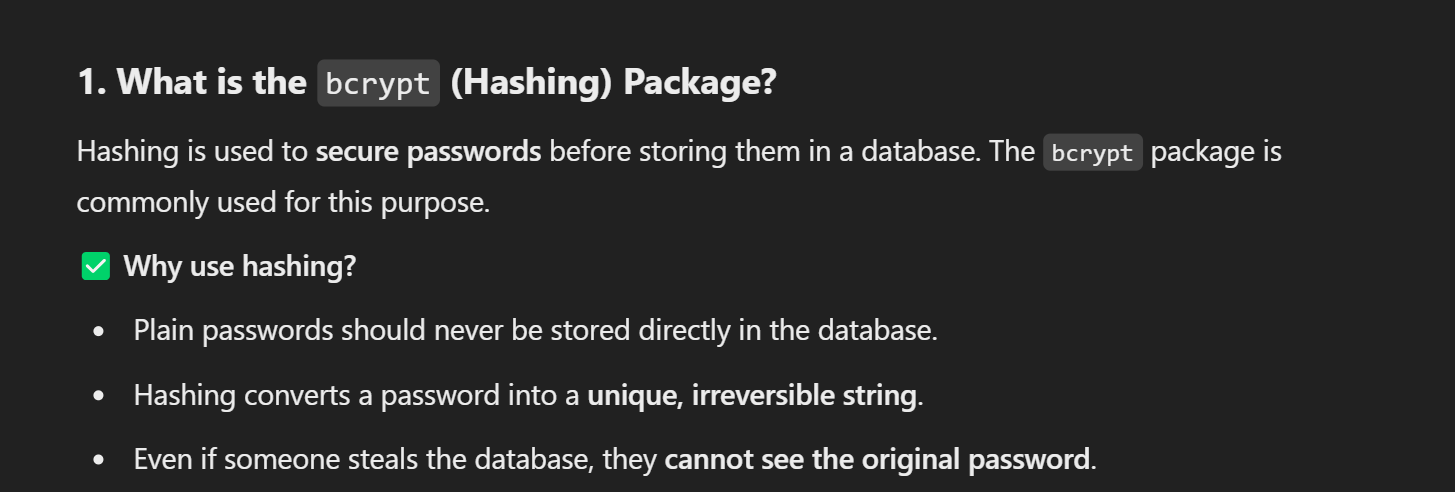 1. What is the bcrypt (Hashing) Package?
Hashing is used to secure passwords before storing them in a database. The bcrypt package is
commonly used for this purpose.
✅ Why use hashing?
• Plain passwords should never be stored directly in the database.
• Hashing converts a password into a unique, irreversible string.
• Even if someone steals the database, they cannot see the original password.